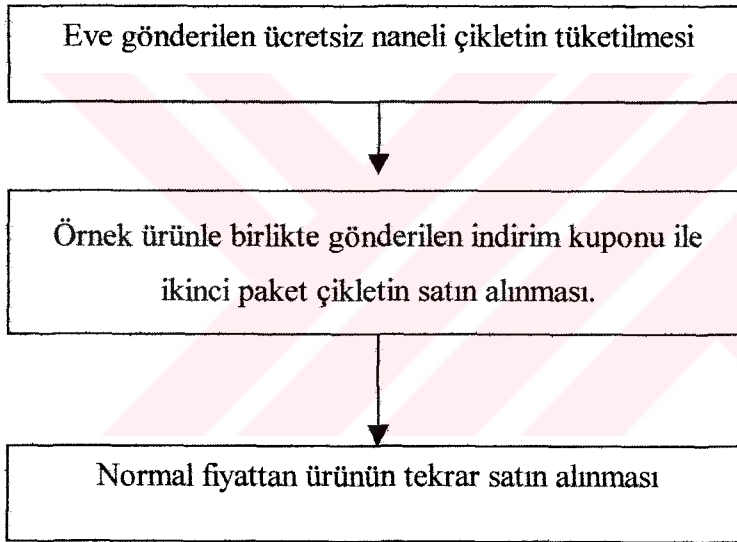 Eve gönderilen ücretsiz naneli çikletin tüketilmesi
Örnek ürünle birlikte gönderilen indirim kuponu ile
ikinci paket çikletin satın alınması.
Normal fiyattan ürünün tekrar satın alınması